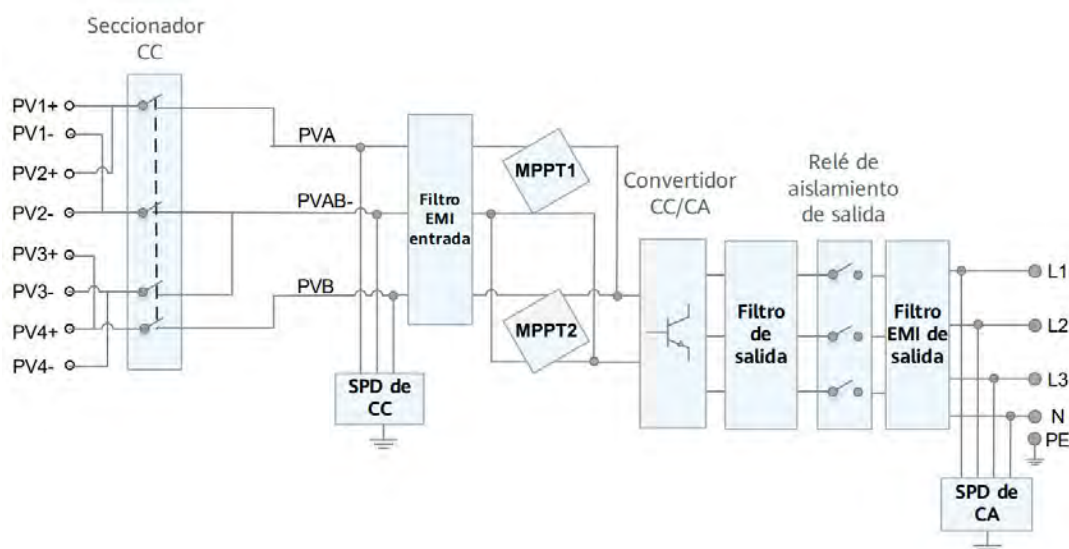 Seccionador
CC
PV1+
PV1-
PV2+
PV2-
PV3+
PV3-
PV4+
PV4-
PVA
PVAB-
PVB
SPD de
CC
Filtro
EMI
entrada
MPPT1
MPPT2
Convertidor
CC/CA
Filtro
de
salida
Relé de
aislamiento
de salida
Filtro
EMI de
salida
L1
L2
L3
N
PE
SPD de
CA